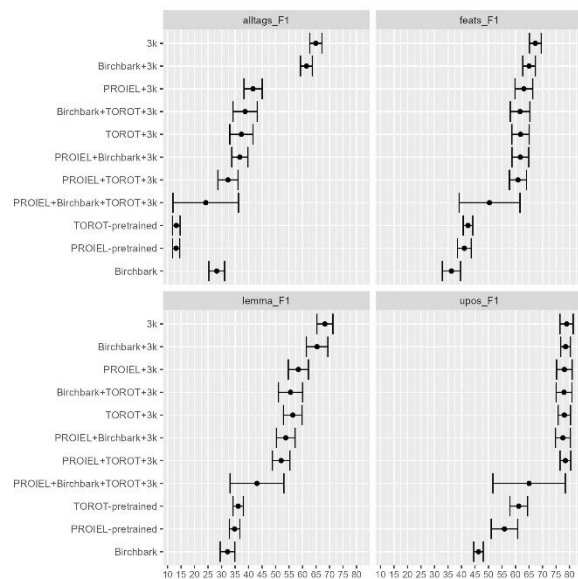 alltags_F1
feats_F1
3k
Birchbark+3k
PROIEL+3k
Birchbark+TOROT+3k
TOROT+3k
PROIEL+Birchbark+3k
PROIEL+TOROT+3k
PROIEL+Birchbark+TOROT+3k
TOROT-pretrained
PROIEL-pretrained
Birchbark
lemma_F1
upos_F1
3k
Birchbark+3k
PROIEL+3k
Birchbark+TOROT+3k
TOROT+3k
PROIEL+Birchbark+3k
PROIEL+TOROT+3k
PROIEL+Birchbark+TOROT+3k
TOROT-pretrained
PROIEL-pretrained
Birchbark
10 15 20 25 30 35 40 45 50 55 60 65 70 75 80
10 15 20 25 30 35 40 45 50 55 60 65 70 75 80